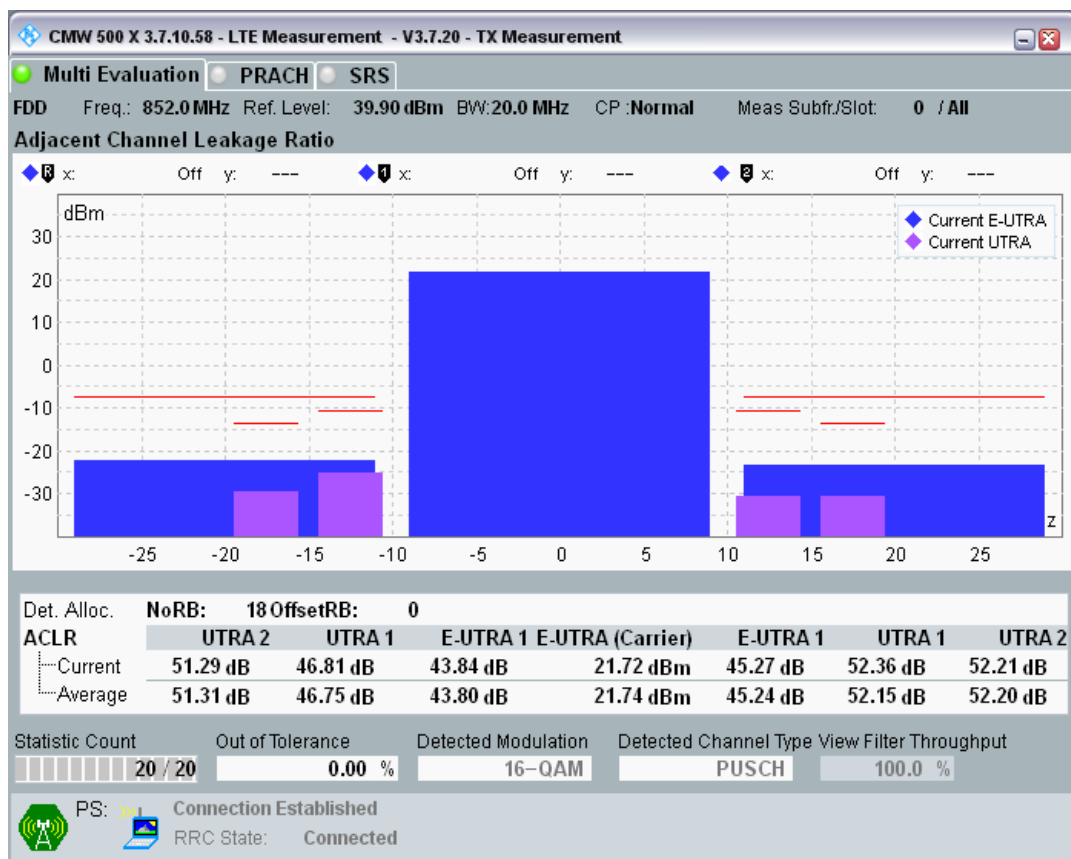 CMW 500 X 3.7.10.58 - LTE Measurement - V3.7.20 - TX Measurement
Multi Evaluation PRACH SRS
FDD Freq.: 852.0 MHz Ref. Level: 39.90 dBm BW: 20.0 MHz CP :Normal Meas Subfr./Slot: 0 / All
Adjacent Channel Leakage Ratio
R x: Off y: --- 1 x: Off y: --- 2 x: Off y: ---
dBm
Current E-UTRA
Current UTRA
30
20
10
0
-10
-20
-30
z
-25 -20 -15 -10 -5 0 5 10 15 20 25
Det. Alloc. NoRB: 18 OffsetRB: 0
ACLR UTRA 2 UTRA 1 E-UTRA 1 E-UTRA (Carrier) E-UTRA 1 UTRA 1 UTRA 2
Current 51.29 dB 46.81 dB 43.84 dB 21.72 dBm 45.27 dB 52.36 dB 52.21 dB
Average 51.31 dB 46.75 dB 43.80 dB 21.74 dBm 45.24 dB 52.15 dB 52.20 dB
Statistic Count Out of Tolerance Detected Modulation Detected Channel Type View Filter Throughput
20 / 20 0.00 % 16-QAM PUSCH 100.0 %
PS: Connection Established
RRC State: Connected